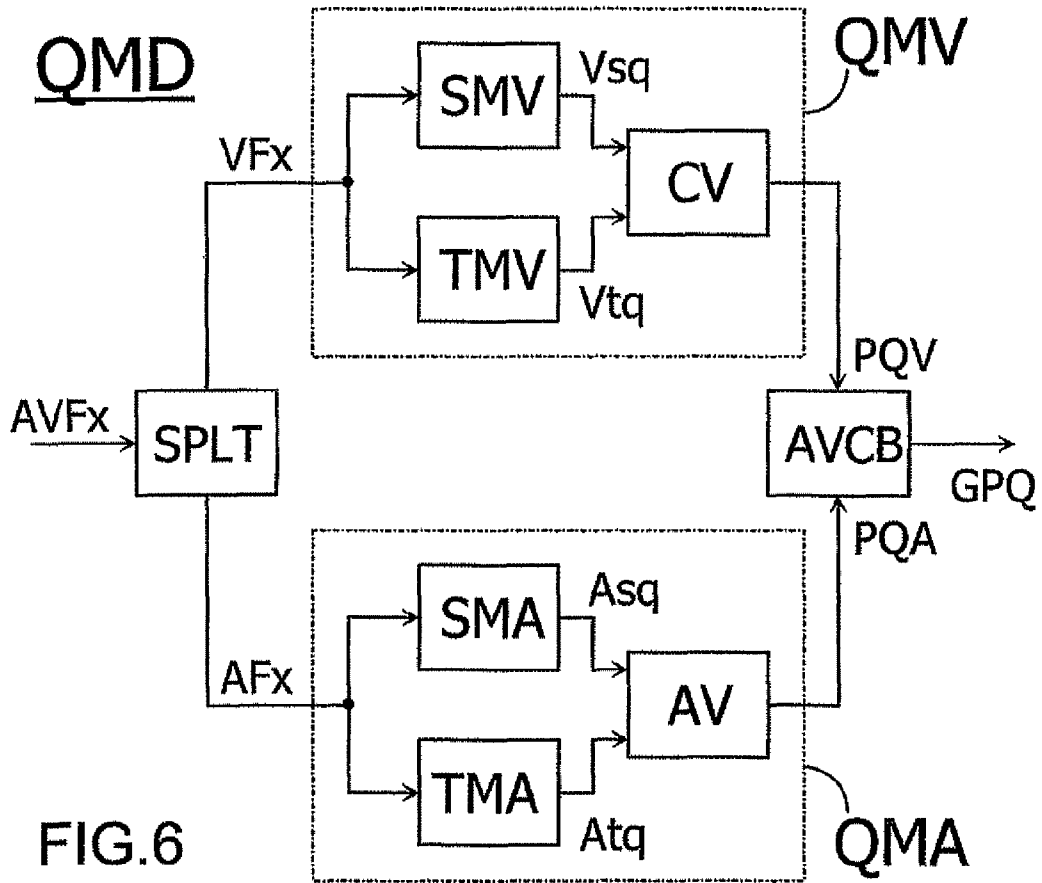 QMD
QMV
SMV
Vsq
VFx
CV
TMV
Vtq
PQV
AVFx
SPLT
AVCB
GPQ
PQA
SMA
Asq
AFx
AV
TMA
Atq
FIG.6
QMA